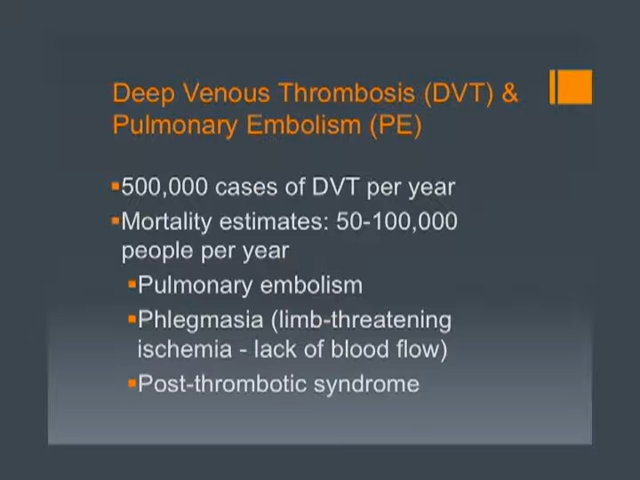 Deep Venous Thrombosis (DVT) &
Pulmonary Embolism (PE)
▪500,000 cases of DVT per year
▪Mortality estimates: 50-100,000
people per year
▪Pulmonary embolism
▪Phlegmasia (limb-threatening
ischemia - lack of blood flow)
▪Post-thrombotic syndrome